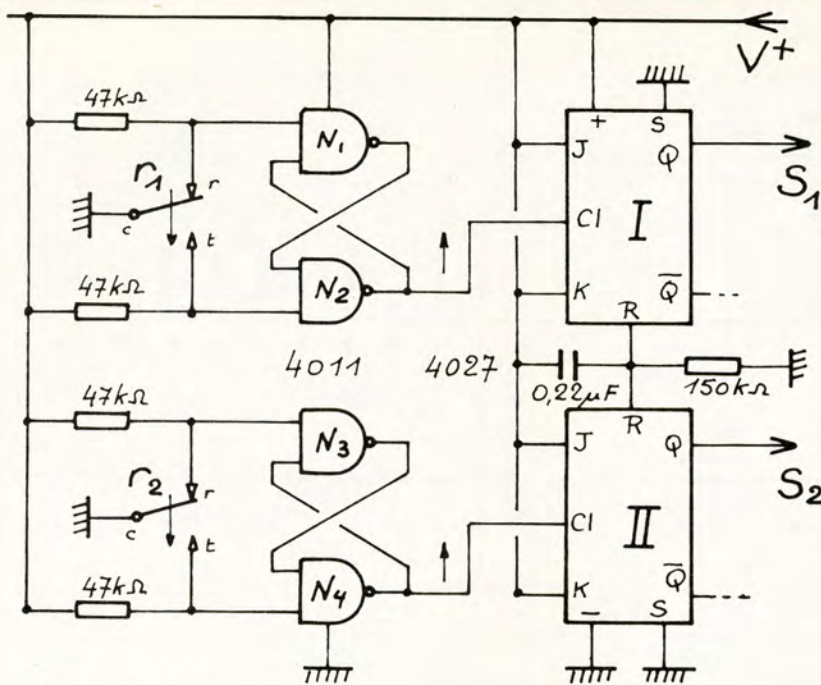 V+
47kΩ
N1
+
S
J
Q
S1
r1
r
c
t
Cl
I
47kΩ
N2
K
Q̅
R
4011
4027
0,22µF
150kΩ
47kΩ
N3
R
J
Q
S2
r2
r
c
t
Cl
II
47kΩ
N4
K
Q̅
−
S